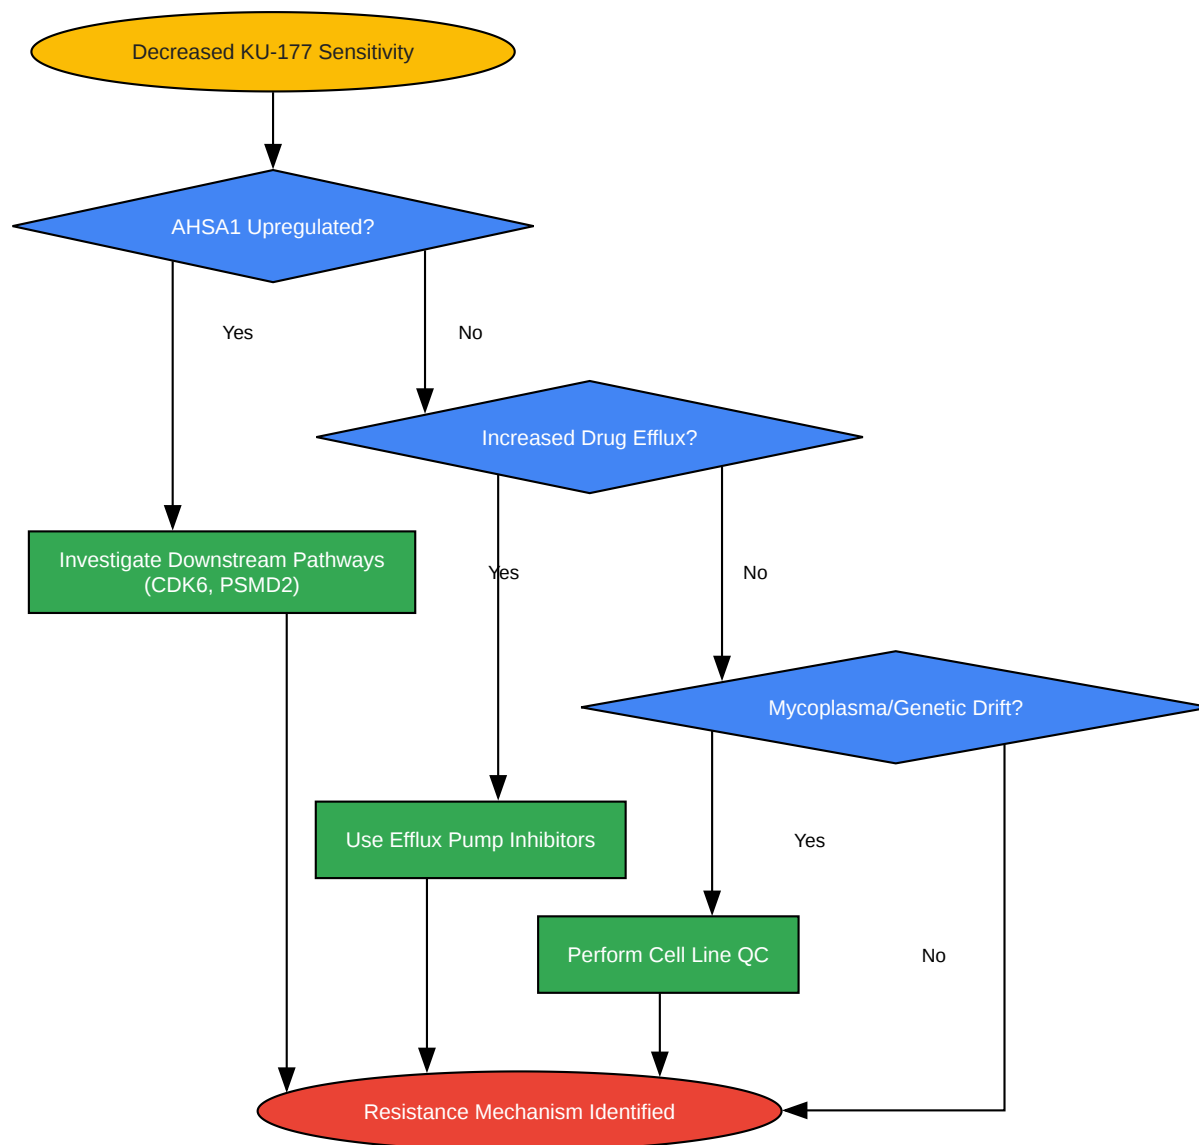 Decreased KU-177 Sensitivity
AHSA1 Upregulated?
Yes
No
Increased Drug Efflux?
Investigate Downstream Pathways
(CDK6, PSMD2)
Yes
No
Mycoplasma/Genetic Drift?
Use Efflux Pump Inhibitors
Yes
Perform Cell Line QC
No
Resistance Mechanism Identified